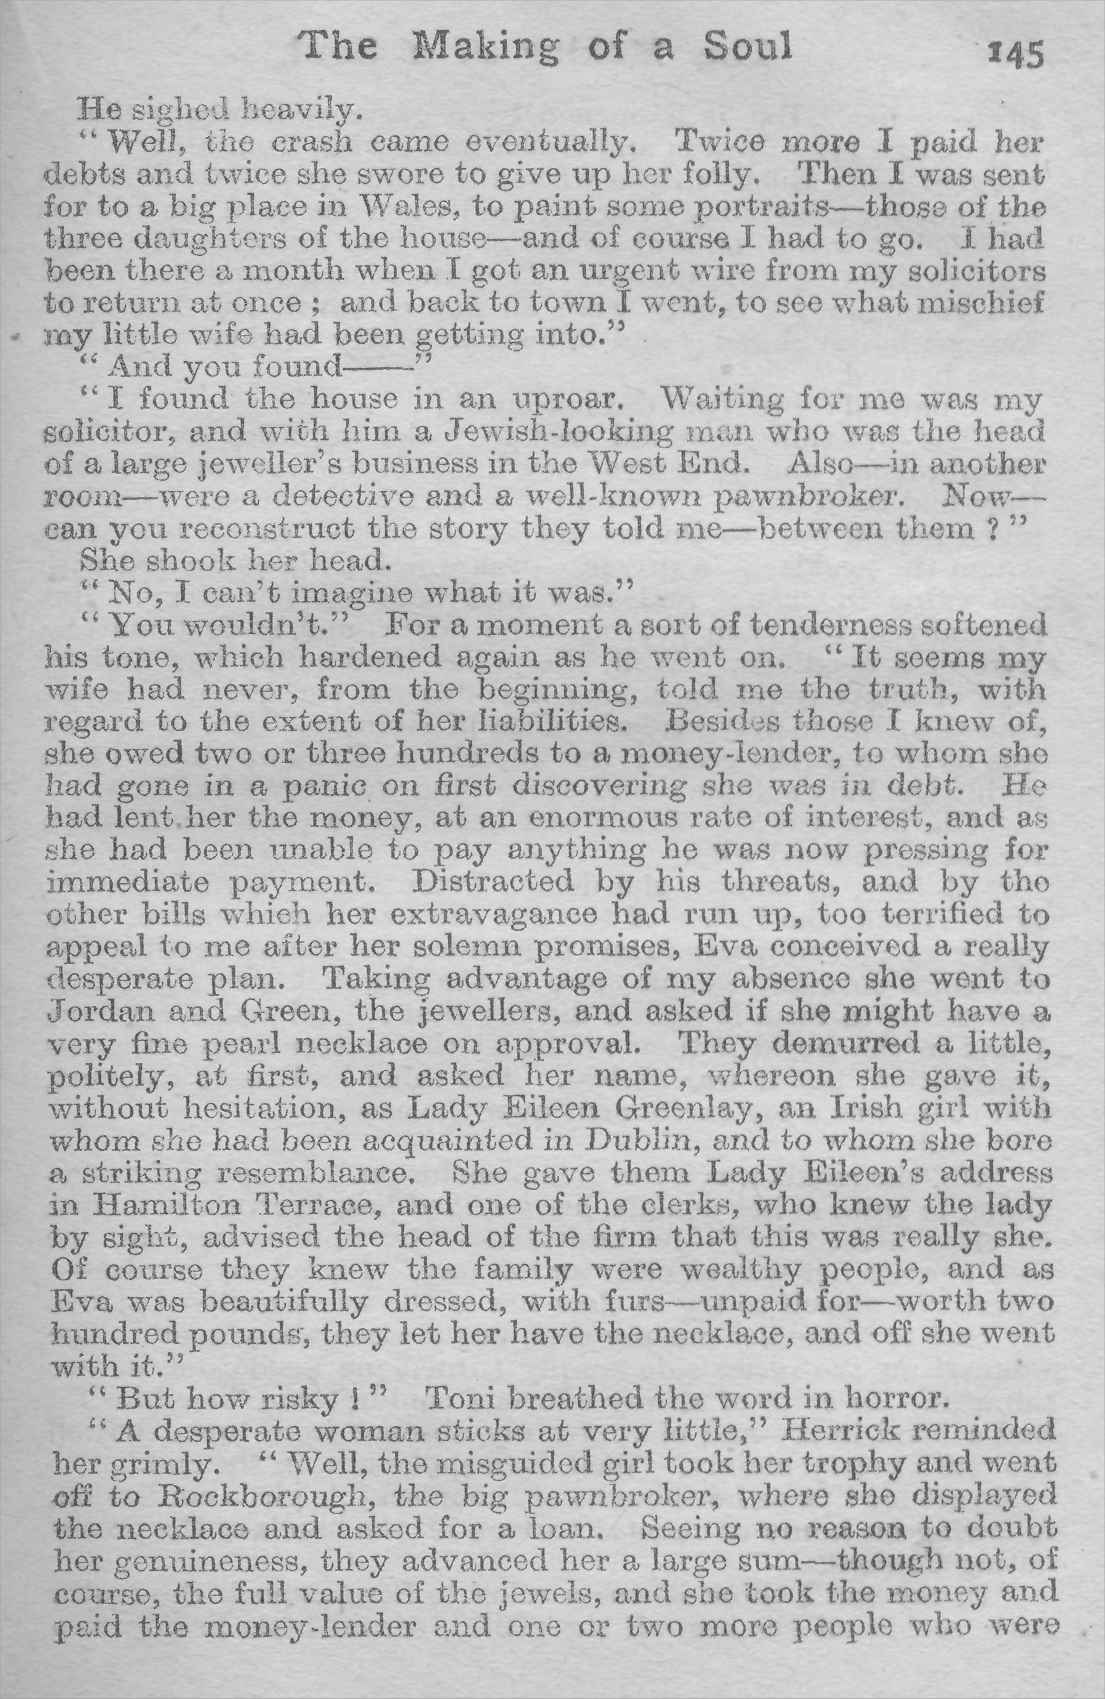 The Making of a Soul 145
He sighed heavily.
“ Well, the crash came eventually. Twice more I paid her
debts and twice she swore to give up her folly. Then I was sent
for to a big place in Wales, to paint some portraits—those of the
three daughters of the house—and of course I had to go. I had
been there a month when I got an urgent wire from my solicitors
to return at once ; and back to town I went, to see what mischief
my little wife had been getting into.”
“ And you found——”
“ I found the house in an uproar. Waiting for me was my
solicitor, and with him a Jewish-looking man who was the head
of a large jeweller’s business in the West End. Also—in another
room—were a detective and a well-known pawnbroker. Now—
can you reconstruct the story they told me—between them ? ”
She shook her head.
“ No, I can’t imagine what it was.”
“ You wouldn’t.” For a moment a sort of tenderness softened
his tone, which hardened again as he went on. “ It seems my
wife had never, from the beginning, told me the truth, with
regard to the extent of her liabilities. Besides those I knew of,
she owed two or three hundreds to a money-lender, to whom she
had gone in a panic on first discovering she was in debt. He
had lent her the money, at an enormous rate of interest, and as
she had been unable to pay anything he was now pressing for
immediate payment. Distracted by his threats, and by the
other bills which her extravagance had run up, too terrified to
appeal to me after her solemn promises, Eva conceived a really
desperate plan. Taking advantage of my absence she went to
Jordan and Green, the jewellers, and asked if she might have a
very fine pearl necklace on approval. They demurred a little,
politely, at first, and asked her name, whereon she gave it,
without hesitation, as Lady Eileen Greenlay, an Irish girl with
whom she had been acquainted in Dublin, and to whom she bore
a striking resemblance. She gave them Lady Eileen’s address
in Hamilton Terrace, and one of the clerks, who knew the lady
by sight, advised the head of the firm that this was really she.
Of course they knew the family were wealthy people, and as
Eva was beautifully dressed, with furs—unpaid for—worth two
hundred pounds, they let her have the necklace, and off she went
with it.”
“ But how risky ! ” Toni breathed the word in horror.
“ A desperate woman sticks at very little,” Herrick reminded
her grimly. “ Well, the misguided girl took her trophy and went
off to Rockborough, the big pawnbroker, where she displayed
the necklace and asked for a loan. Seeing no reason to doubt
her genuineness, they advanced her a large sum—though not, of
course, the full value of the jewels, and she took the money and
paid the money-lender and one or two more people who were